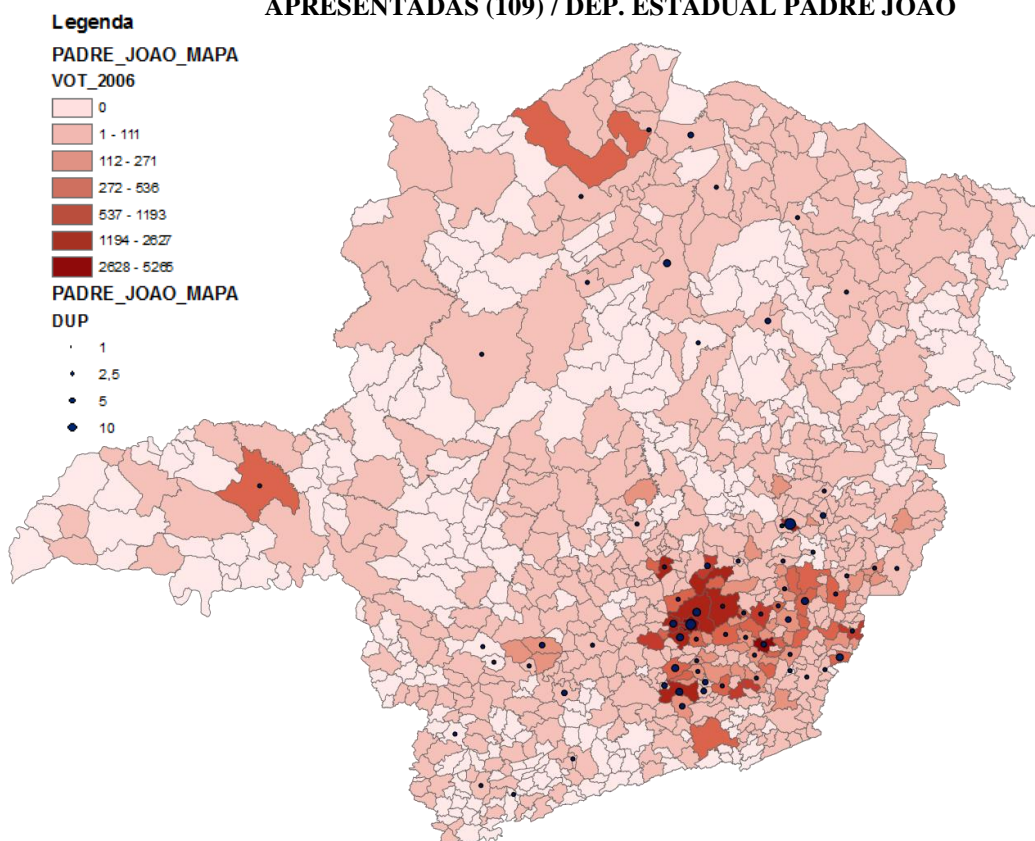 APRESENTADAS (109) / DEP. ESTADUAL PADRE JOÃO
Legenda
PADRE_JOAO_MAPA
VOT_2006
0
1 - 111
112 - 271
272 - 536
537 - 1193
1194 - 2627
2628 - 5265
PADRE_JOAO_MAPA
DUP
1
2,5
5
10